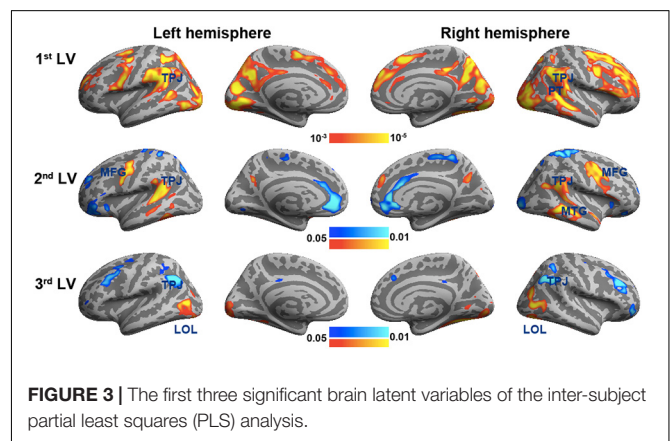 Left hemisphere Right hemisphere
1st LV
TPJ TPJ
PT
10-3 10-5
2nd LV
MFG TPJ TPJ MFG
MTG
0.05 0.01
3rd LV
TPJ TPJ
LOL LOL
0.05 0.01
FIGURE 3 | The first three significant brain latent variables of the inter-subject
partial least squares (PLS) analysis.